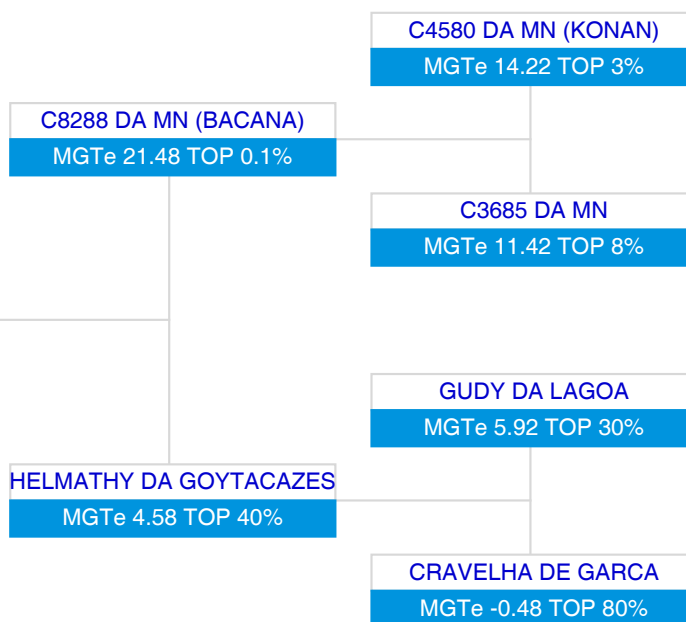 C4580 DA MN (KONAN)
MGTe 14.22 TOP 3%
C8288 DA MN (BACANA)
MGTe 21.48 TOP 0.1%
C3685 DA MN
MGTe 11.42 TOP 8%
GUDY DA LAGOA
MGTe 5.92 TOP 30%
HELMATHY DA GOYTACAZES
MGTe 4.58 TOP 40%
CRAVELHA DE GARCA
MGTe -0.48 TOP 80%